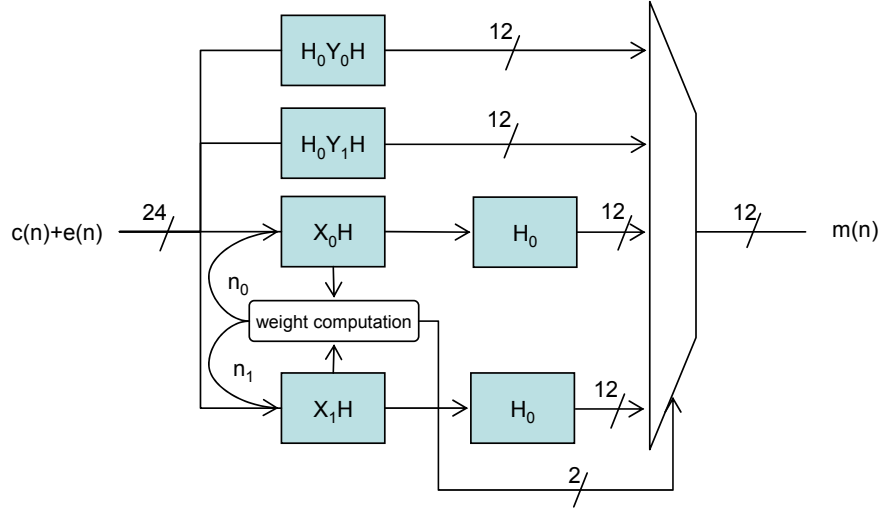 H₀Y₀H
12
H₀Y₁H
12
c(n)+e(n)
24
X₀H
H₀
12
12
m(n)
n₀
weight computation
n₁
X₁H
H₀
12
2